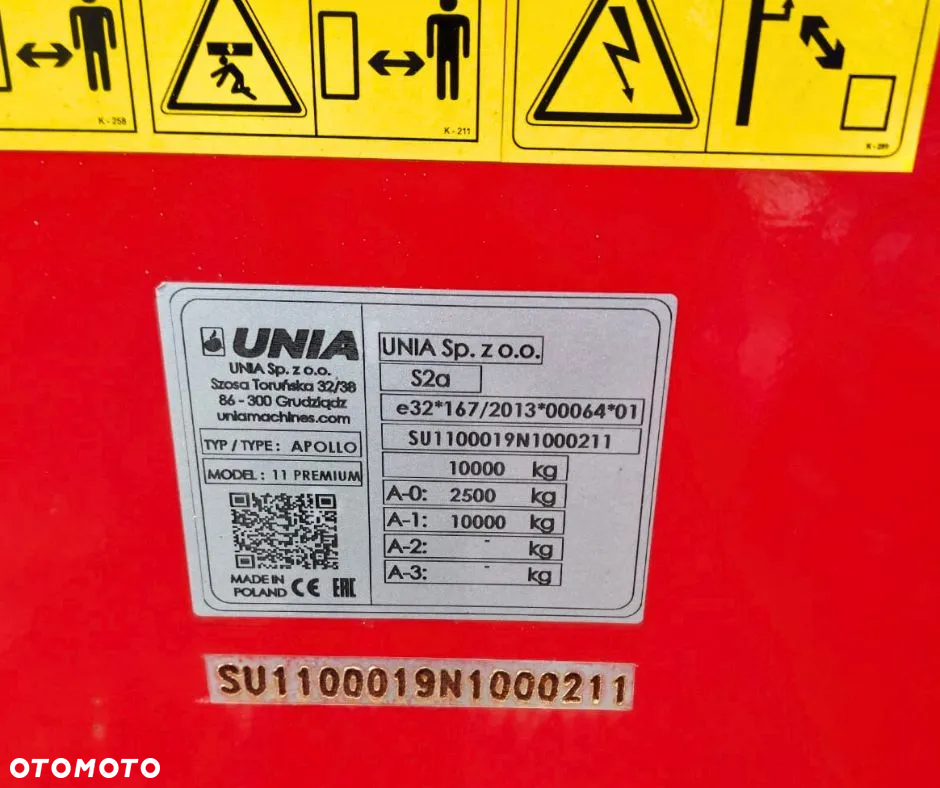 K - 258
K - 211
K - 289
UNIA
UNIA Sp. z o.o.
Szosa Toruńska 32/38
86 - 300 Grudziądz
uniamachines.com
TYP / TYPE : APOLLO
MODEL : 11 PREMIUM
MADE IN
POLAND CE EAC
UNIA Sp. z o.o.
S2a
e32*167/2013*00064*01
SU1100019N1000211
10000 kg
A-0: 2500 kg
A-1: 10000 kg
A-2: - kg
A-3: - kg
SU1100019N1000211
OTOMOTO